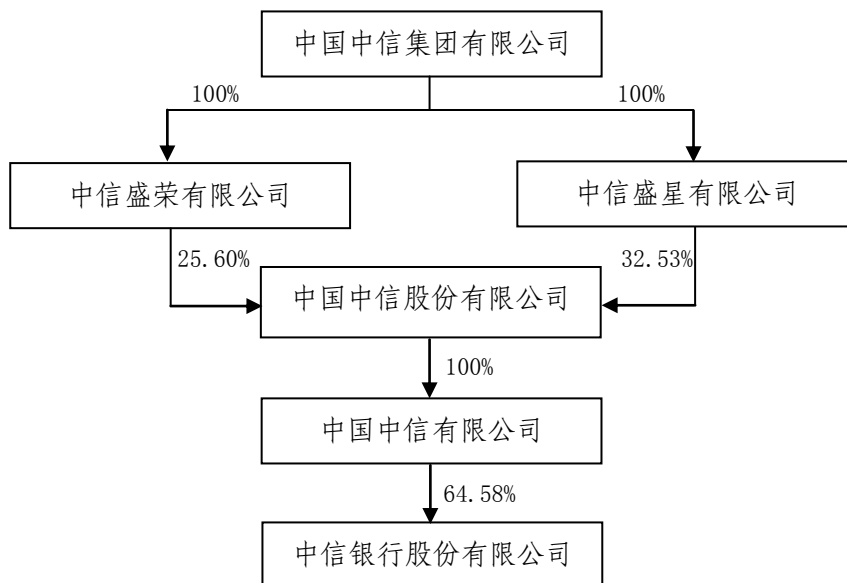 中国中信集团有限公司
100%
100%
中信盛荣有限公司
中信盛星有限公司
25.60%
32.53%
中国中信股份有限公司
100%
中国中信有限公司
64.58%
中信银行股份有限公司